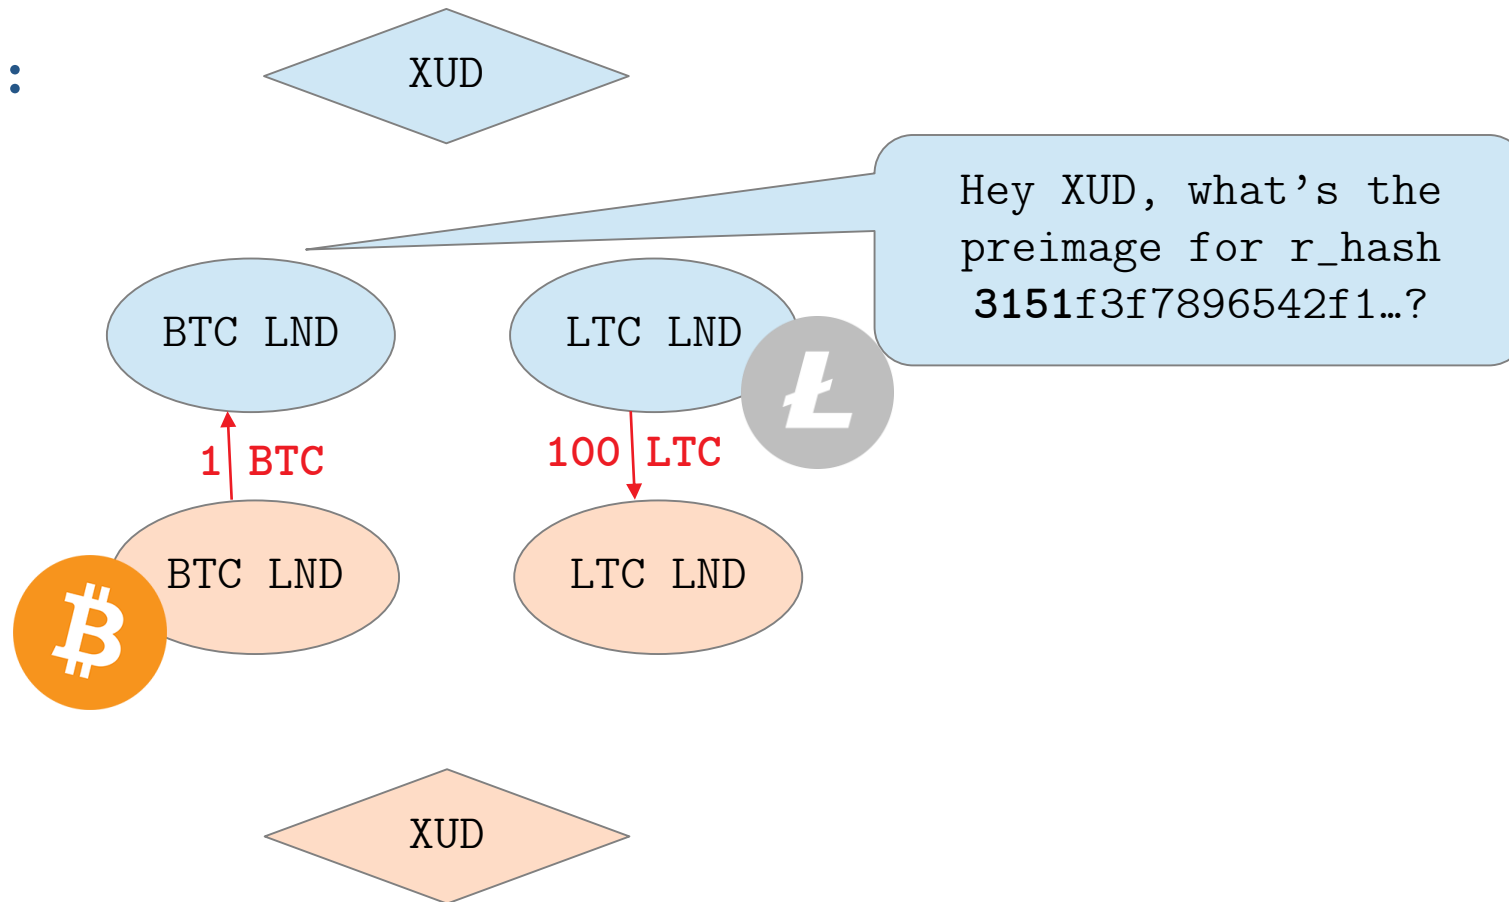 :
XUD
Hey XUD, what's the
preimage for r_hash
3151f3f7896542f1…?
BTC LND
LTC LND
1 BTC
100 LTC
BTC LND
LTC LND
XUD